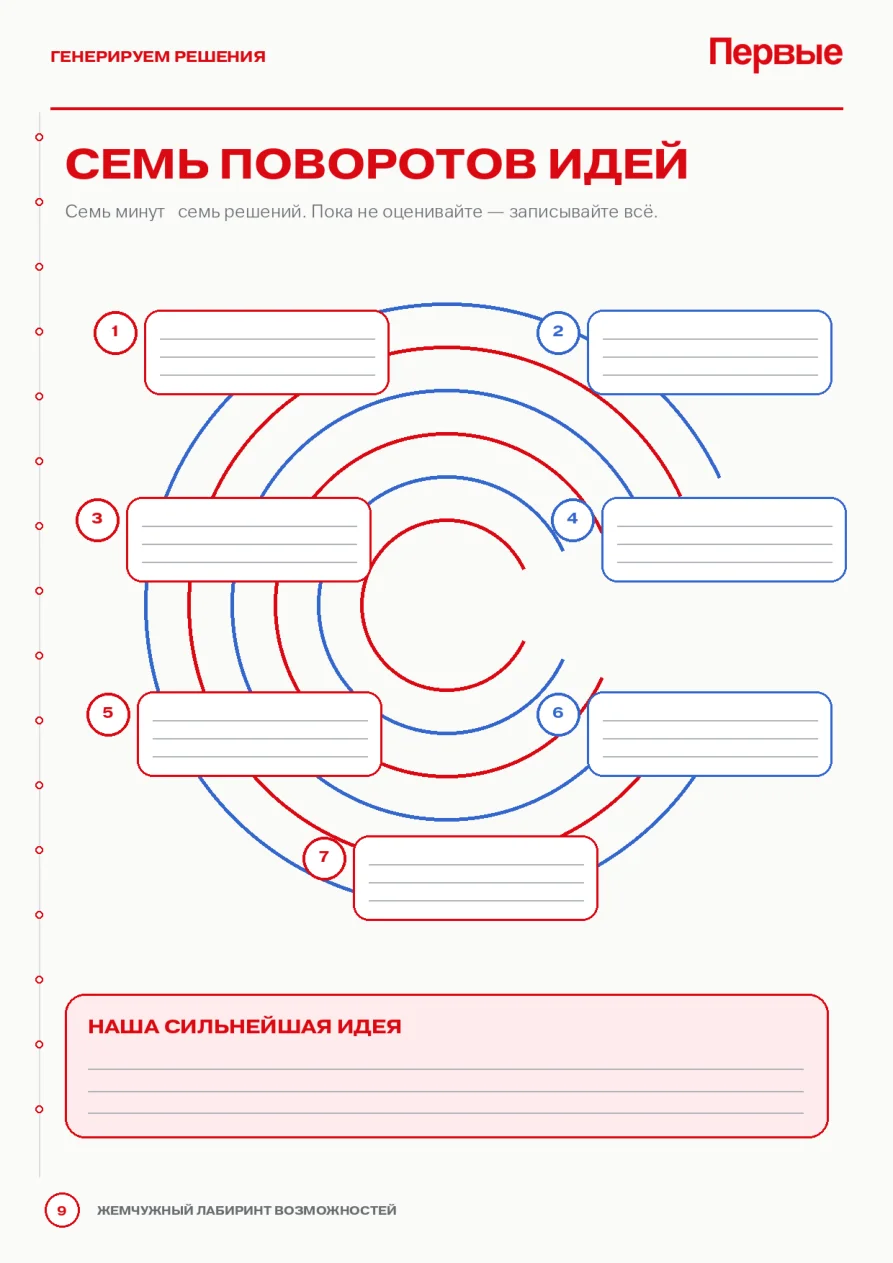 ГЕНЕРИРУЕМ РЕШЕНИЯ
Первые
СЕМЬ ПОВОРОТОВ ИДЕЙ
Семь минут семь решений. Пока не оценивайте — записывайте всё.
1
2
3
4
5
6
7
НАША СИЛЬНЕЙШАЯ ИДЕЯ
9
ЖЕМЧУЖНЫЙ ЛАБИРИНТ ВОЗМОЖНОСТЕЙ